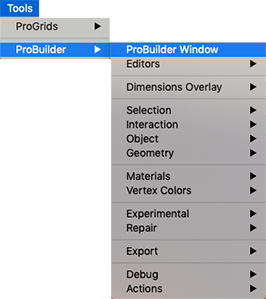 Tools
ProGrids
ProBuilder
ProBuilder Window
Editors
Dimensions Overlay
Selection
Interaction
Object
Geometry
Materials
Vertex Colors
Experimental
Repair
Export
Debug
Actions